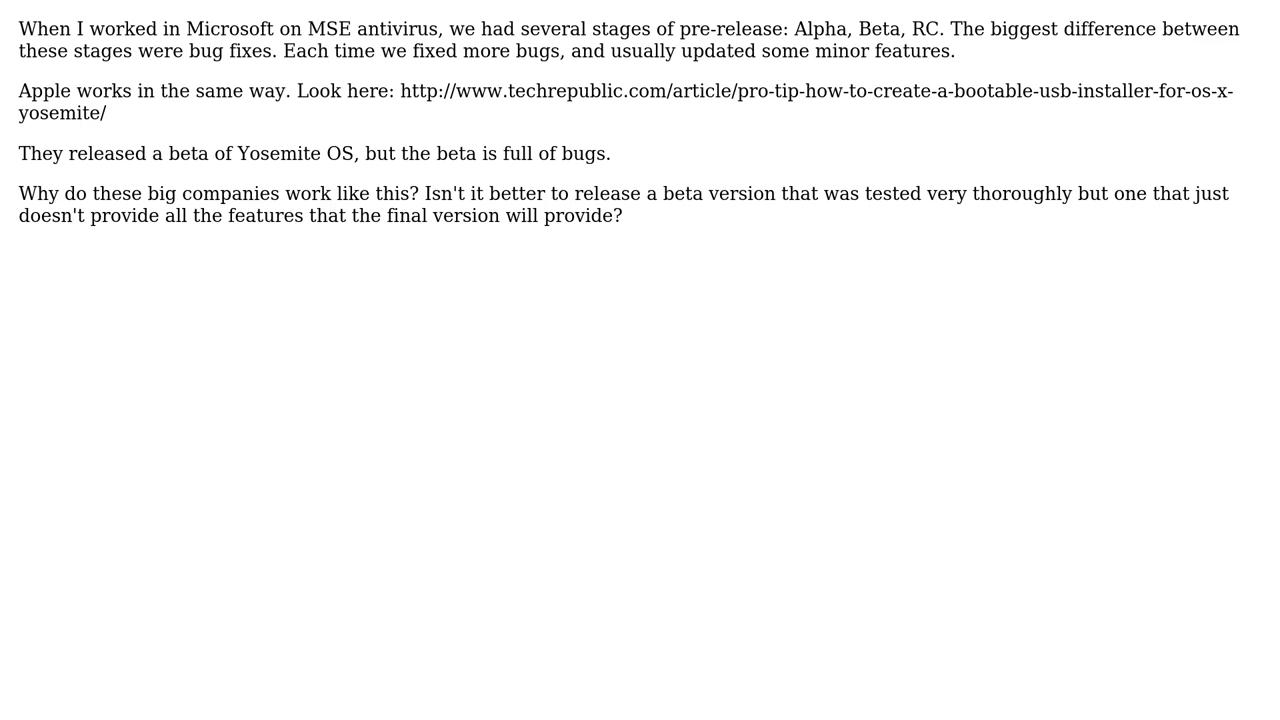 When I worked in Microsoft on MSE antivirus, we had several stages of pre-release: Alpha, Beta, RC. The biggest difference between
these stages were bug fixes. Each time we fixed more bugs, and usually updated some minor features.
Apple works in the same way. Look here: http://www.techrepublic.com/article/pro-tip-how-to-create-a-bootable-usb-installer-for-os-x-
yosemite/
They released a beta of Yosemite OS, but the beta is full of bugs.
Why do these big companies work like this? Isn't it better to release a beta version that was tested very thoroughly but one that just
doesn't provide all the features that the final version will provide?